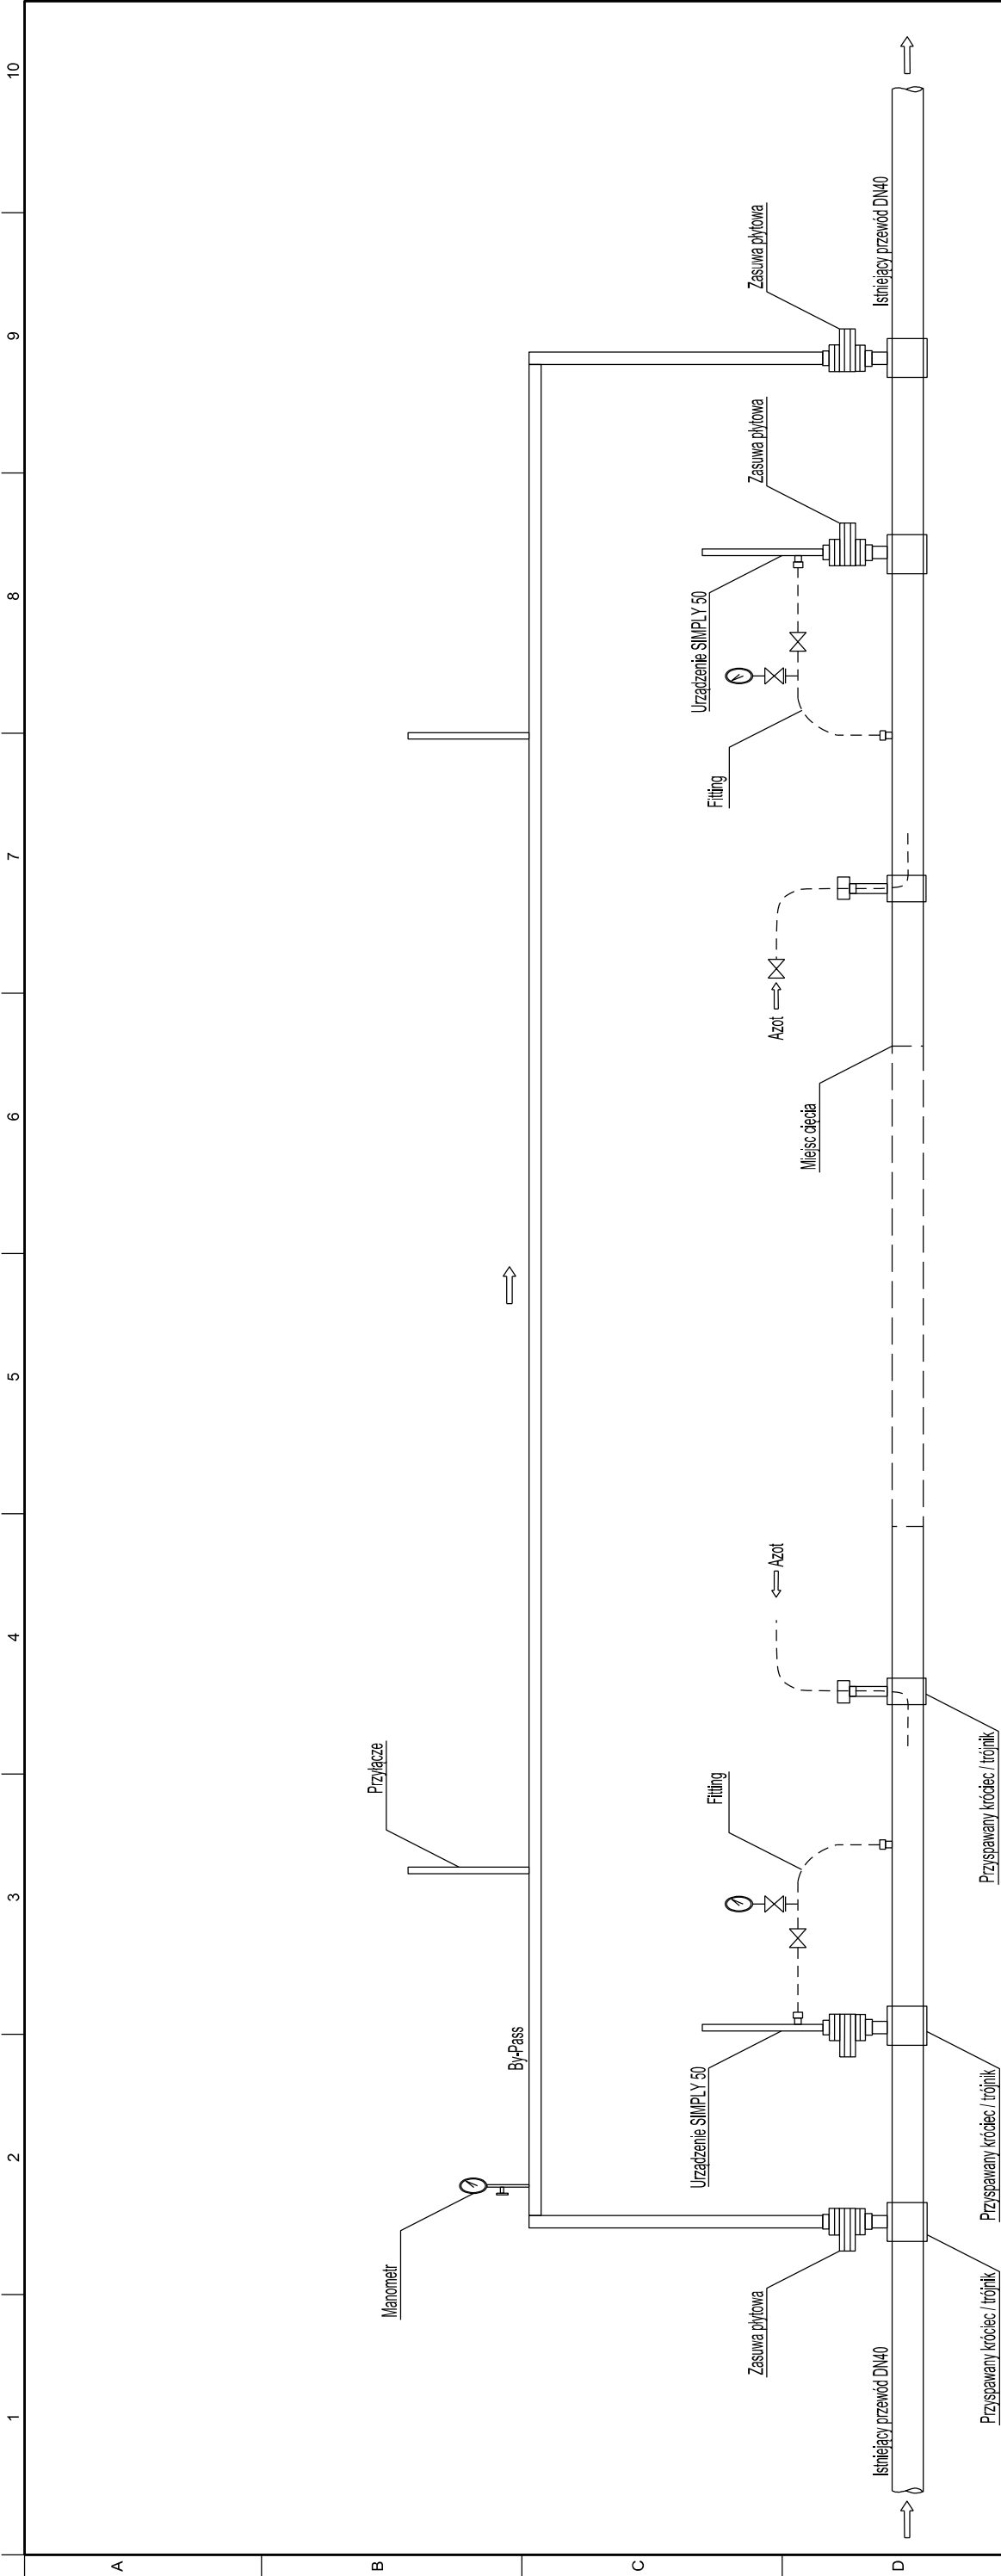 1
2
3
4
5
6
7
8
9
10
A
B
C
D
Manometr
Przyłącze
By-Pass
Urządzenie SIMPLY 50
Fitting
Fitting
Urządzenie SIMPLY 50
Zasuwa płytowa
Azot
Azot
Zasuwa płytowa
Zasuwa płytowa
Miejsc cięcia
Istniejący przewód DN40
Istniejący przewód DN40
Przyspawany króciec / trójnik
Przyspawany króciec / trójnik
Przyspawany króciec / trójnik